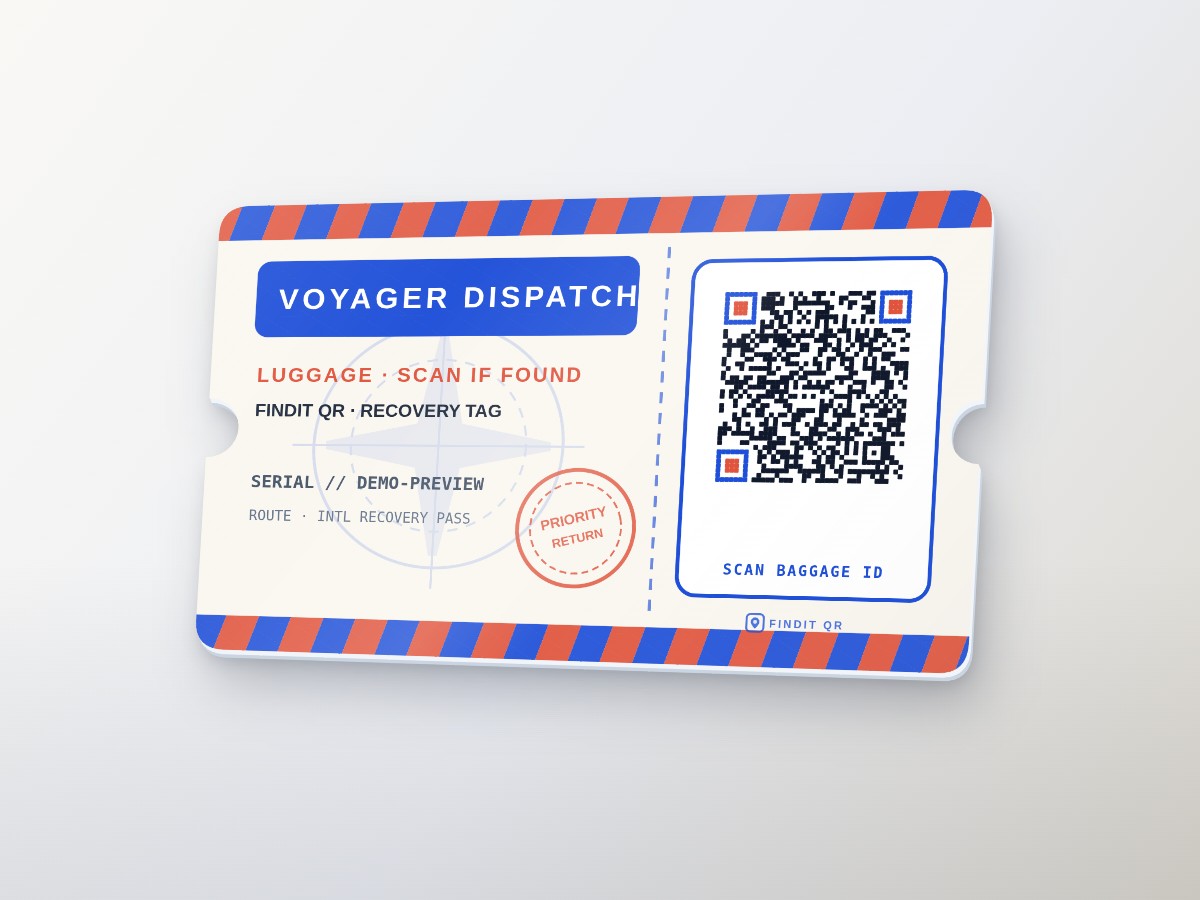 VOYAGER DISPATCH
LUGGAGE · SCAN IF FOUND
FINDIT QR · RECOVERY TAG
SERIAL // DEMO-PREVIEW
ROUTE · INTL RECOVERY PASS
PRIORITY
RETURN
SCAN BAGGAGE ID
FINDIT QR